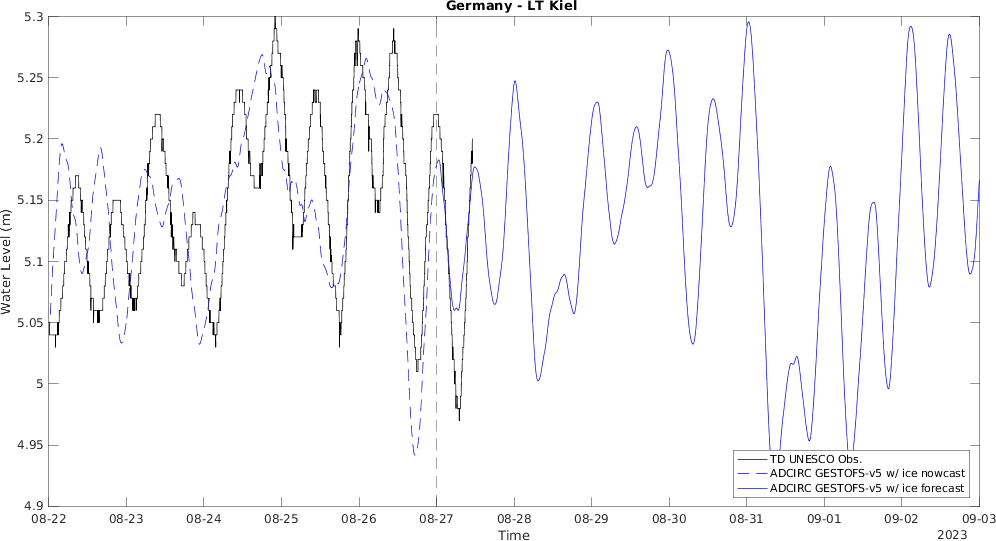 Germany - LT Kiel
5.3
5.25
5.2
5.15
5.1
5.05
5
4.95
4.9
Water Level (m)
TD UNESCO Obs.
ADCIRC GESTOFS-v5 w/ ice nowcast
ADCIRC GESTOFS-v5 w/ ice forecast
08-22 08-23 08-24 08-25 08-26 08-27 08-28 08-29 08-30 08-31 09-01 09-02 09-03
Time
2023